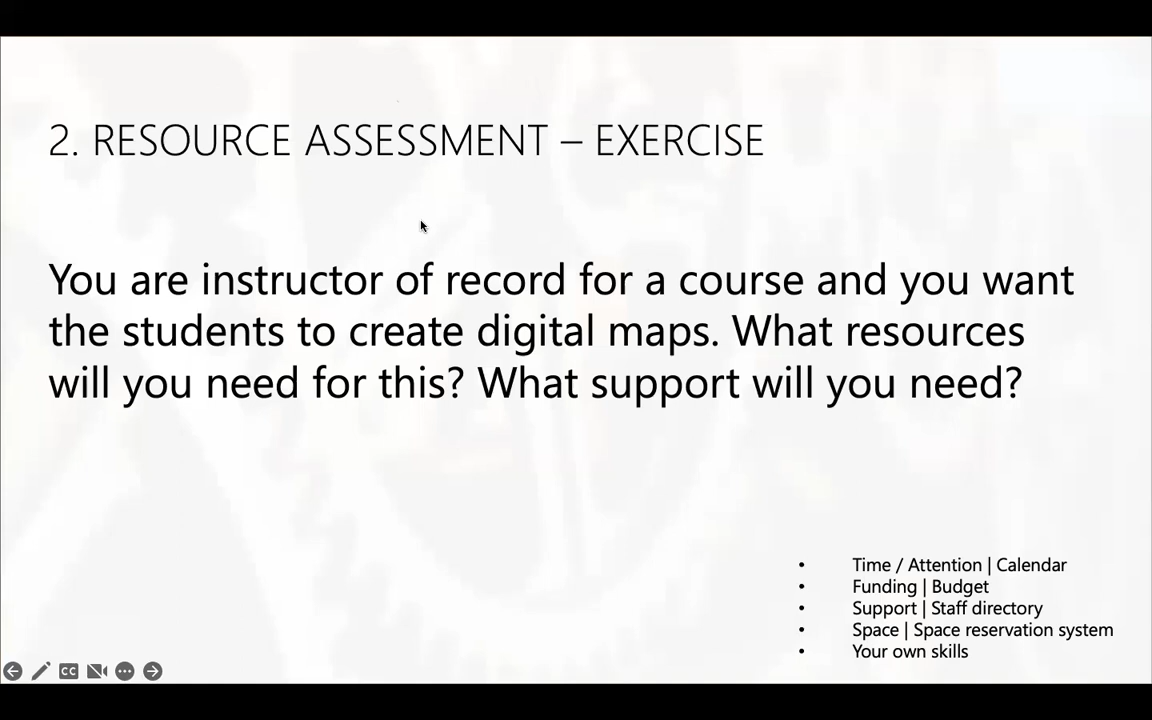 2. RESOURCE ASSESSMENT – EXERCISE
You are instructor of record for a course and you want
the students to create digital maps. What resources
will you need for this? What support will you need?
• Time / Attention | Calendar
• Funding | Budget
• Support | Staff directory
• Space | Space reservation system
• Your own skills
CC